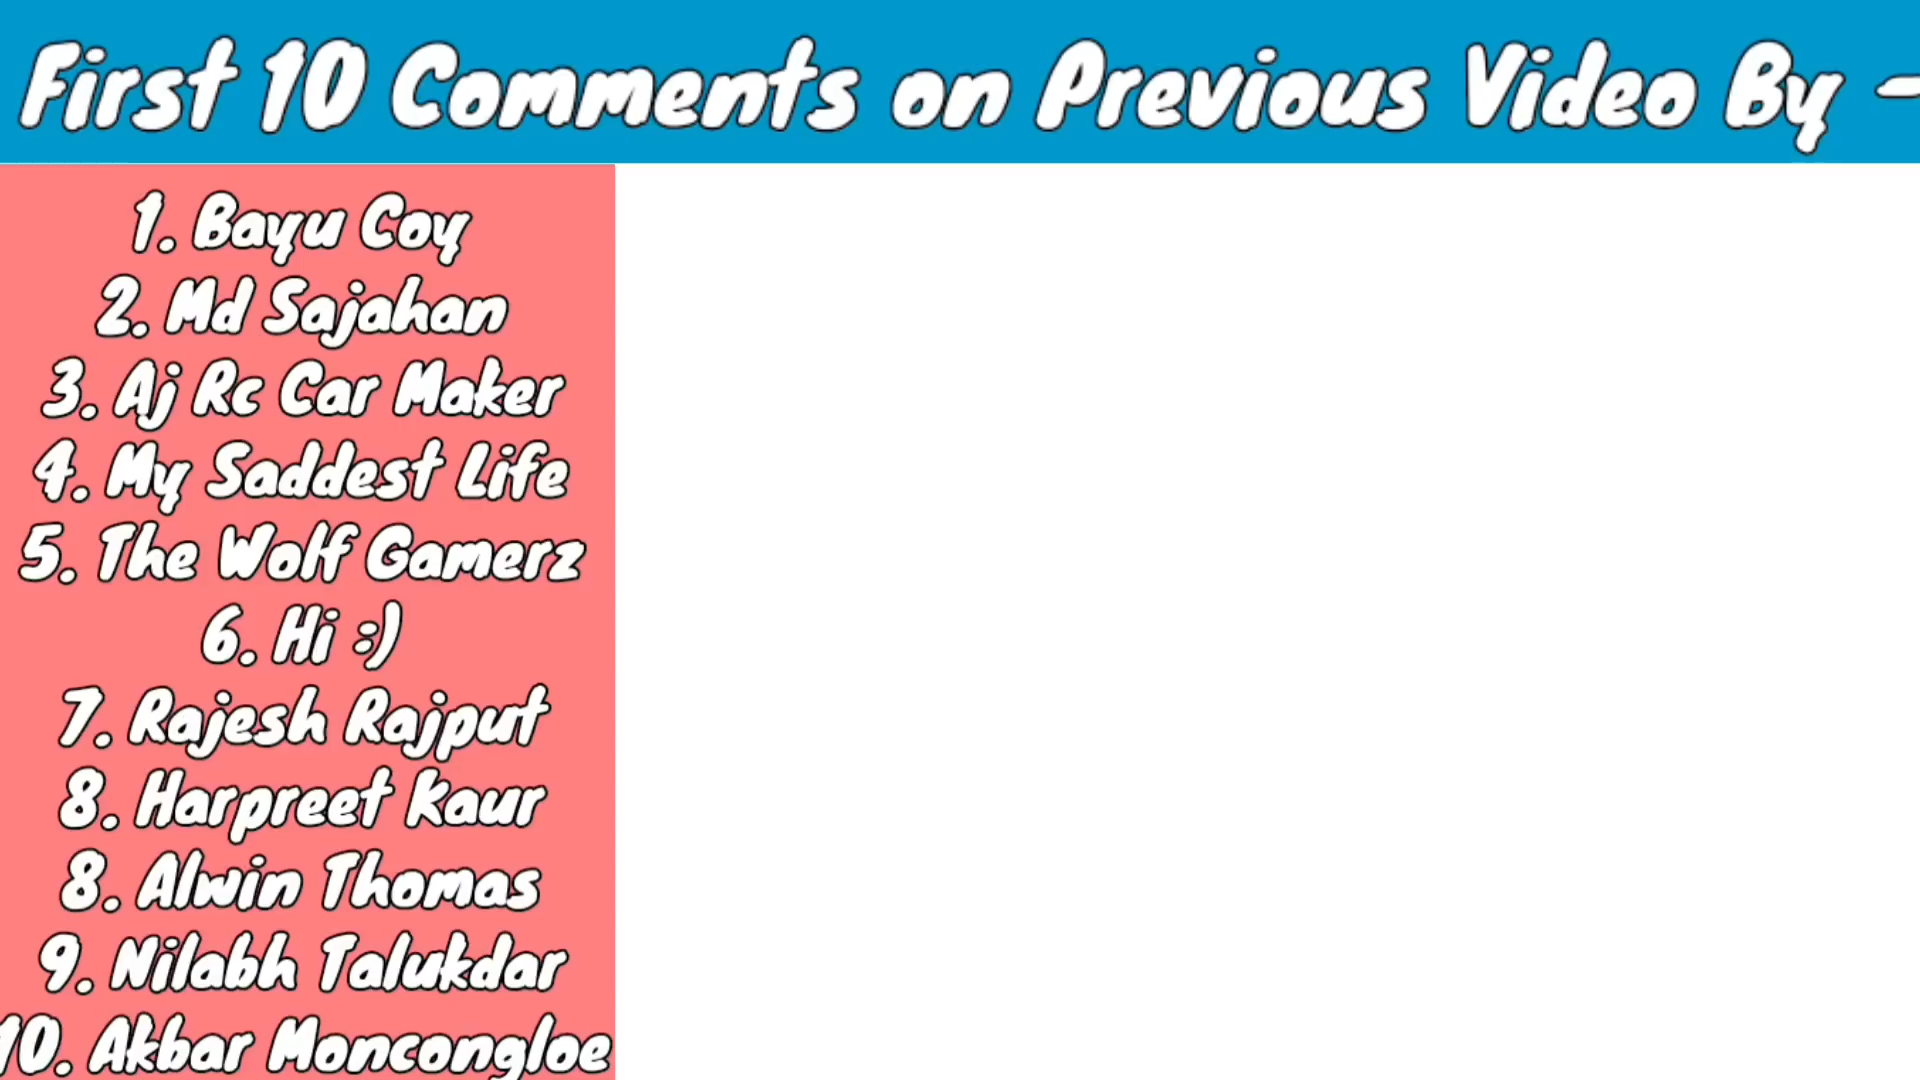 First 10 Comments on Previous Video By -
1. Bayu Coy
2. Md Sajahan
3. Aj Rc Car Maker
4. My Saddest Life
5. The Wolf Gamerz
6. Hi :)
7. Rajesh Rajput
8. Harpreet Kaur
8. Alwin Thomas
9. Nilabh Talukdar
10. Akbar Moncongloe